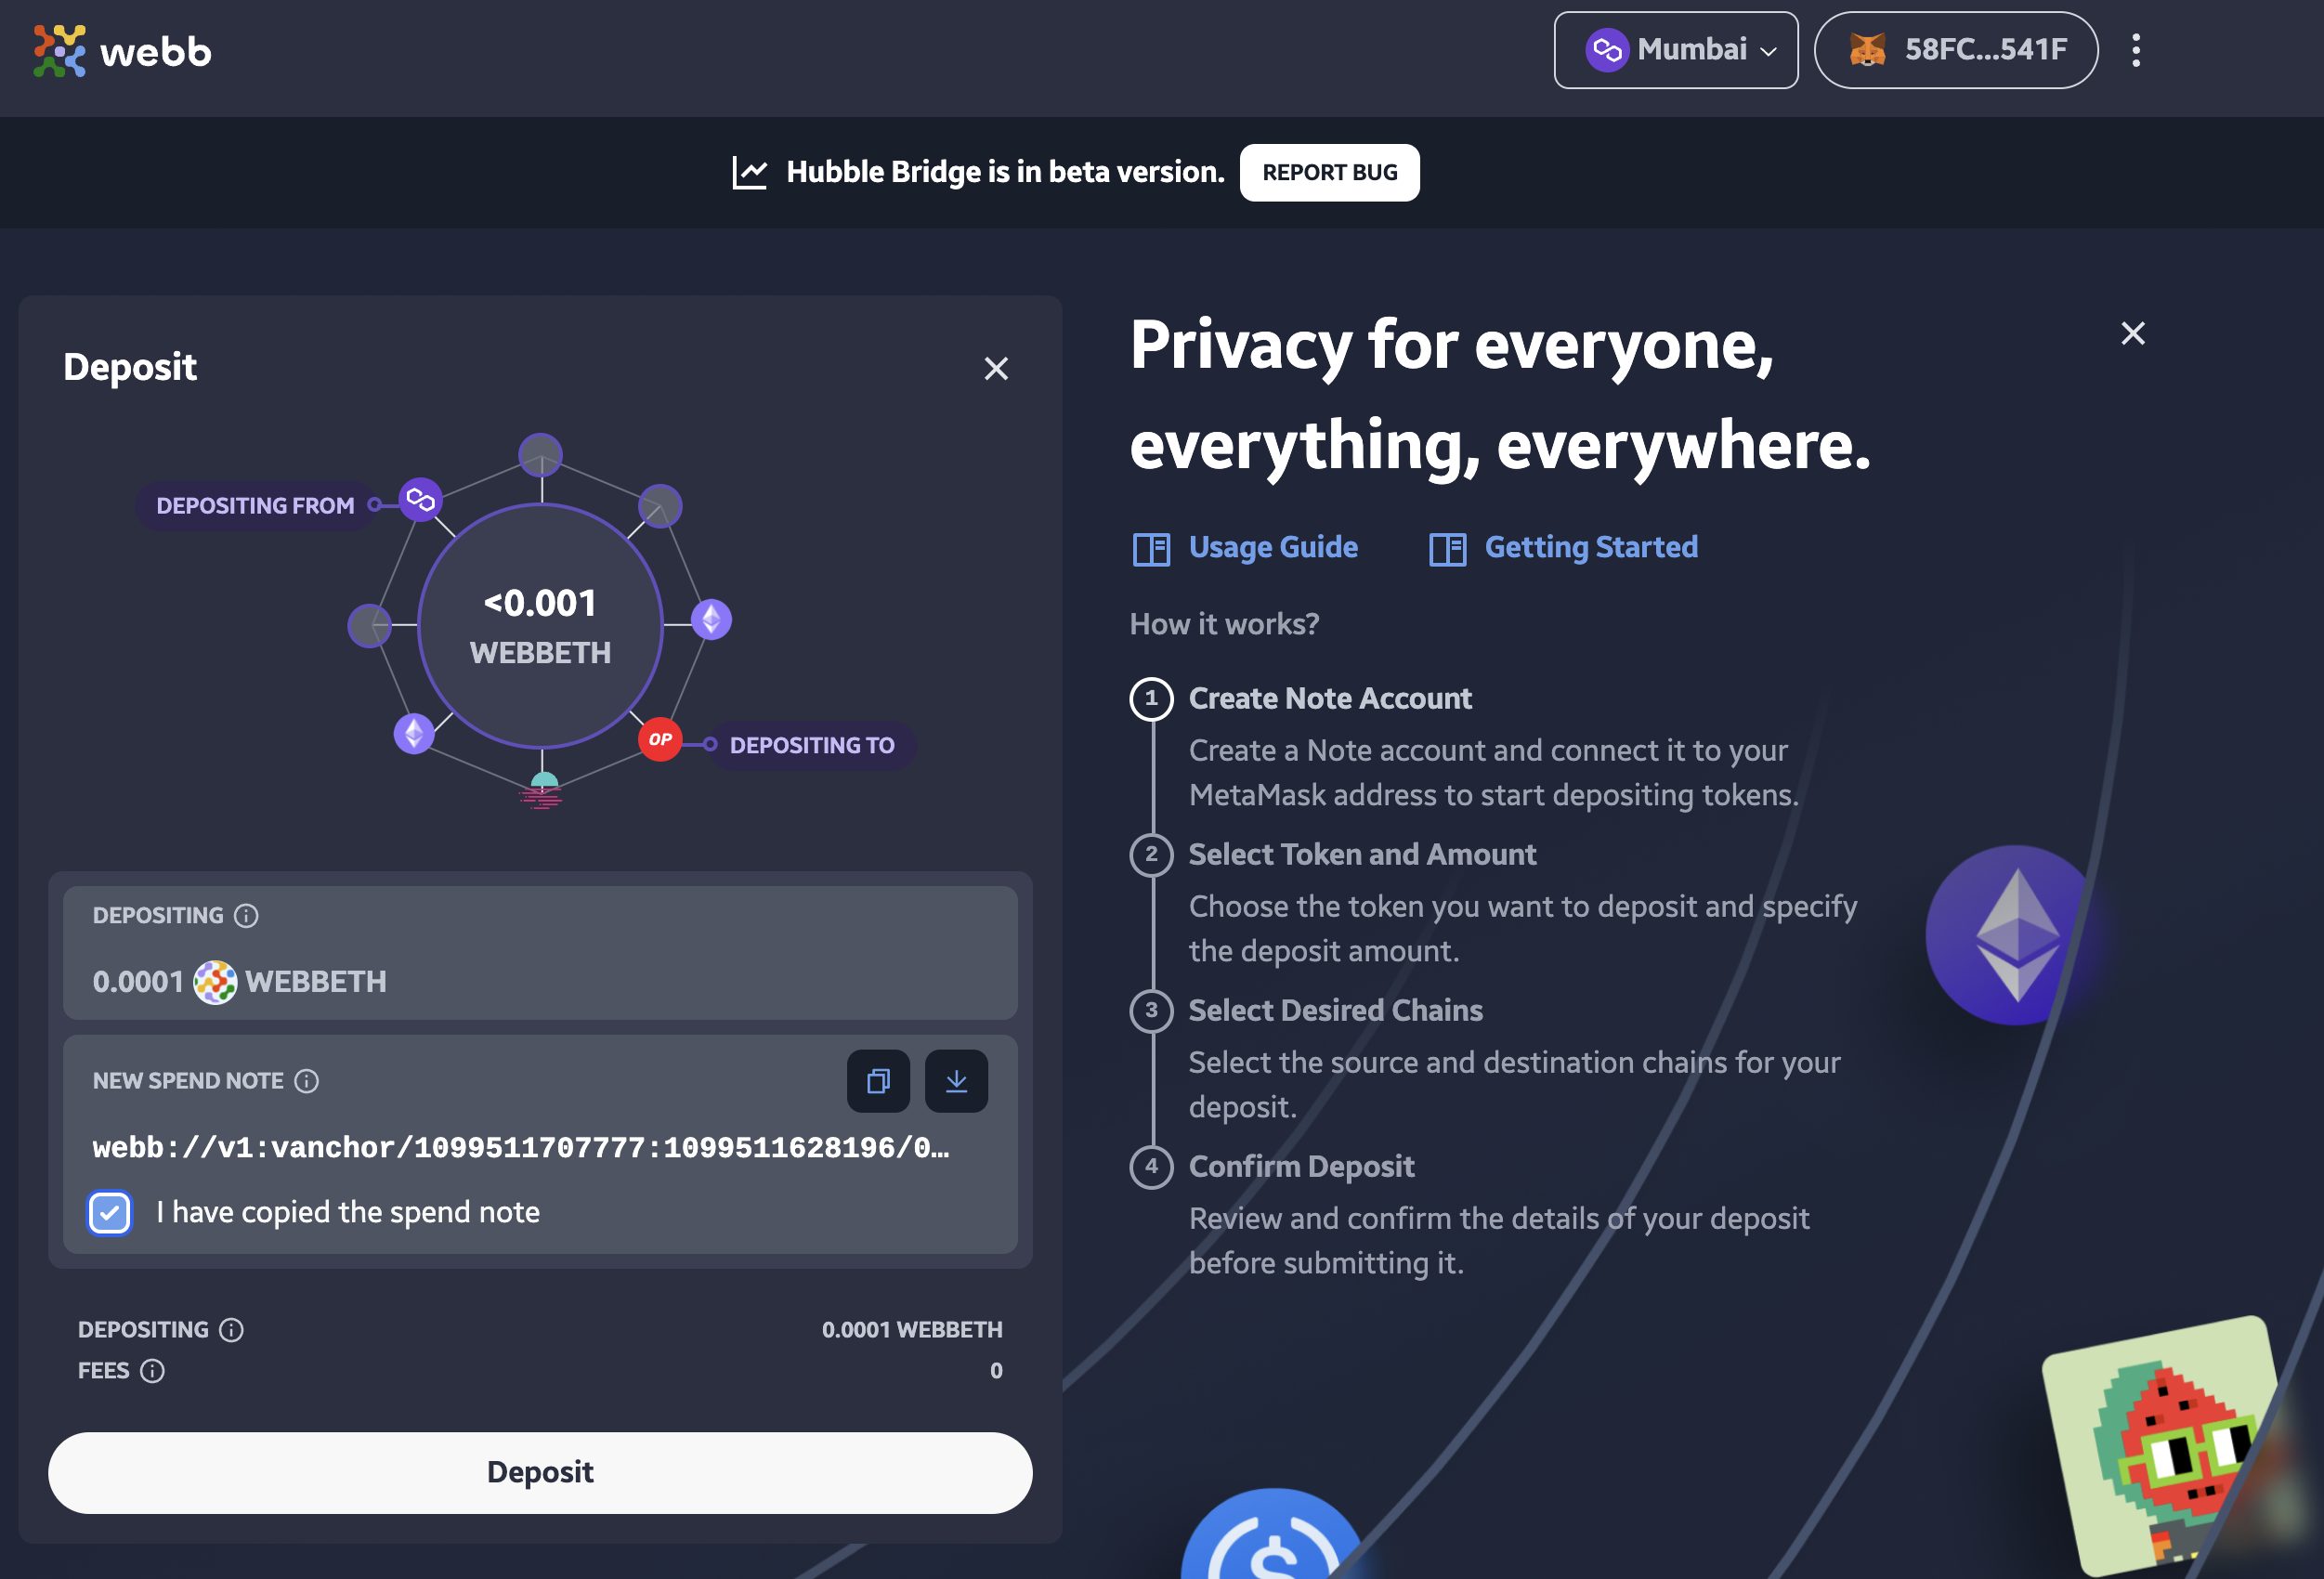 webb
Mumbai
58FC...541F
Hubble Bridge is in beta version.
REPORT BUG
Deposit
DEPOSITING FROM
<0.001
WEBBETH
OP
DEPOSITING TO
DEPOSITING
0.0001 WEBBETH
NEW SPEND NOTE
webb://v1:vanchor/1099511707777:1099511628196/0…
I have copied the spend note
DEPOSITING
0.0001 WEBBETH
FEES
0
Deposit
Privacy for everyone,
everything, everywhere.
Usage Guide
Getting Started
How it works?
1 Create Note Account
Create a Note account and connect it to your
MetaMask address to start depositing tokens.
2 Select Token and Amount
Choose the token you want to deposit and specify
the deposit amount.
3 Select Desired Chains
Select the source and destination chains for your
deposit.
4 Confirm Deposit
Review and confirm the details of your deposit
before submitting it.